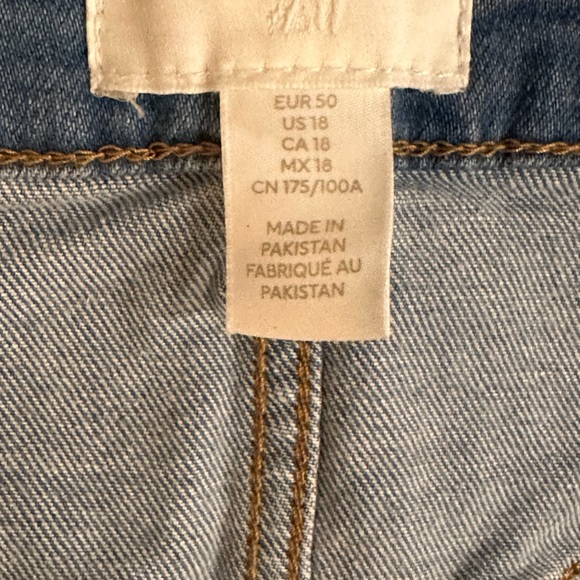 EUR 50
US 18
CA 18
MX 18
CN 175/100A
MADE IN
PAKISTAN
FABRIQUÉ AU
PAKISTAN